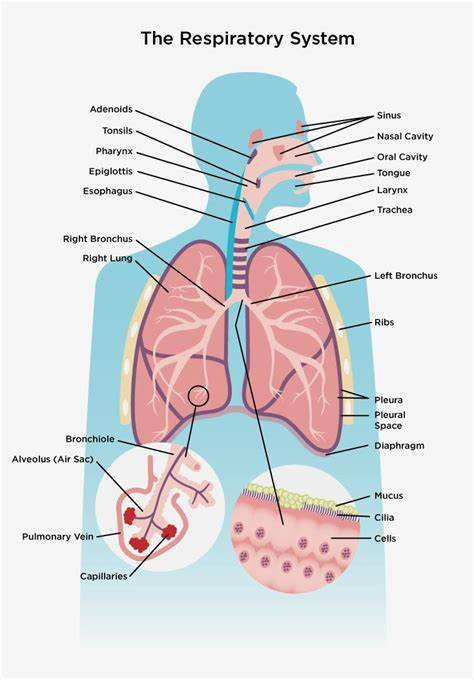 The Respiratory System
Adenoids
Tonsils
Pharynx
Epiglottis
Esophagus
Sinus
Nasal Cavity
Oral Cavity
Tongue
Larynx
Trachea
Right Bronchus
Right Lung
Left Bronchus
Ribs
Pleura
Pleural
Space
Diaphragm
Bronchiole
Alveolus (Air Sac)
Pulmonary Vein
Capillaries
Mucus
Cilia
Cells